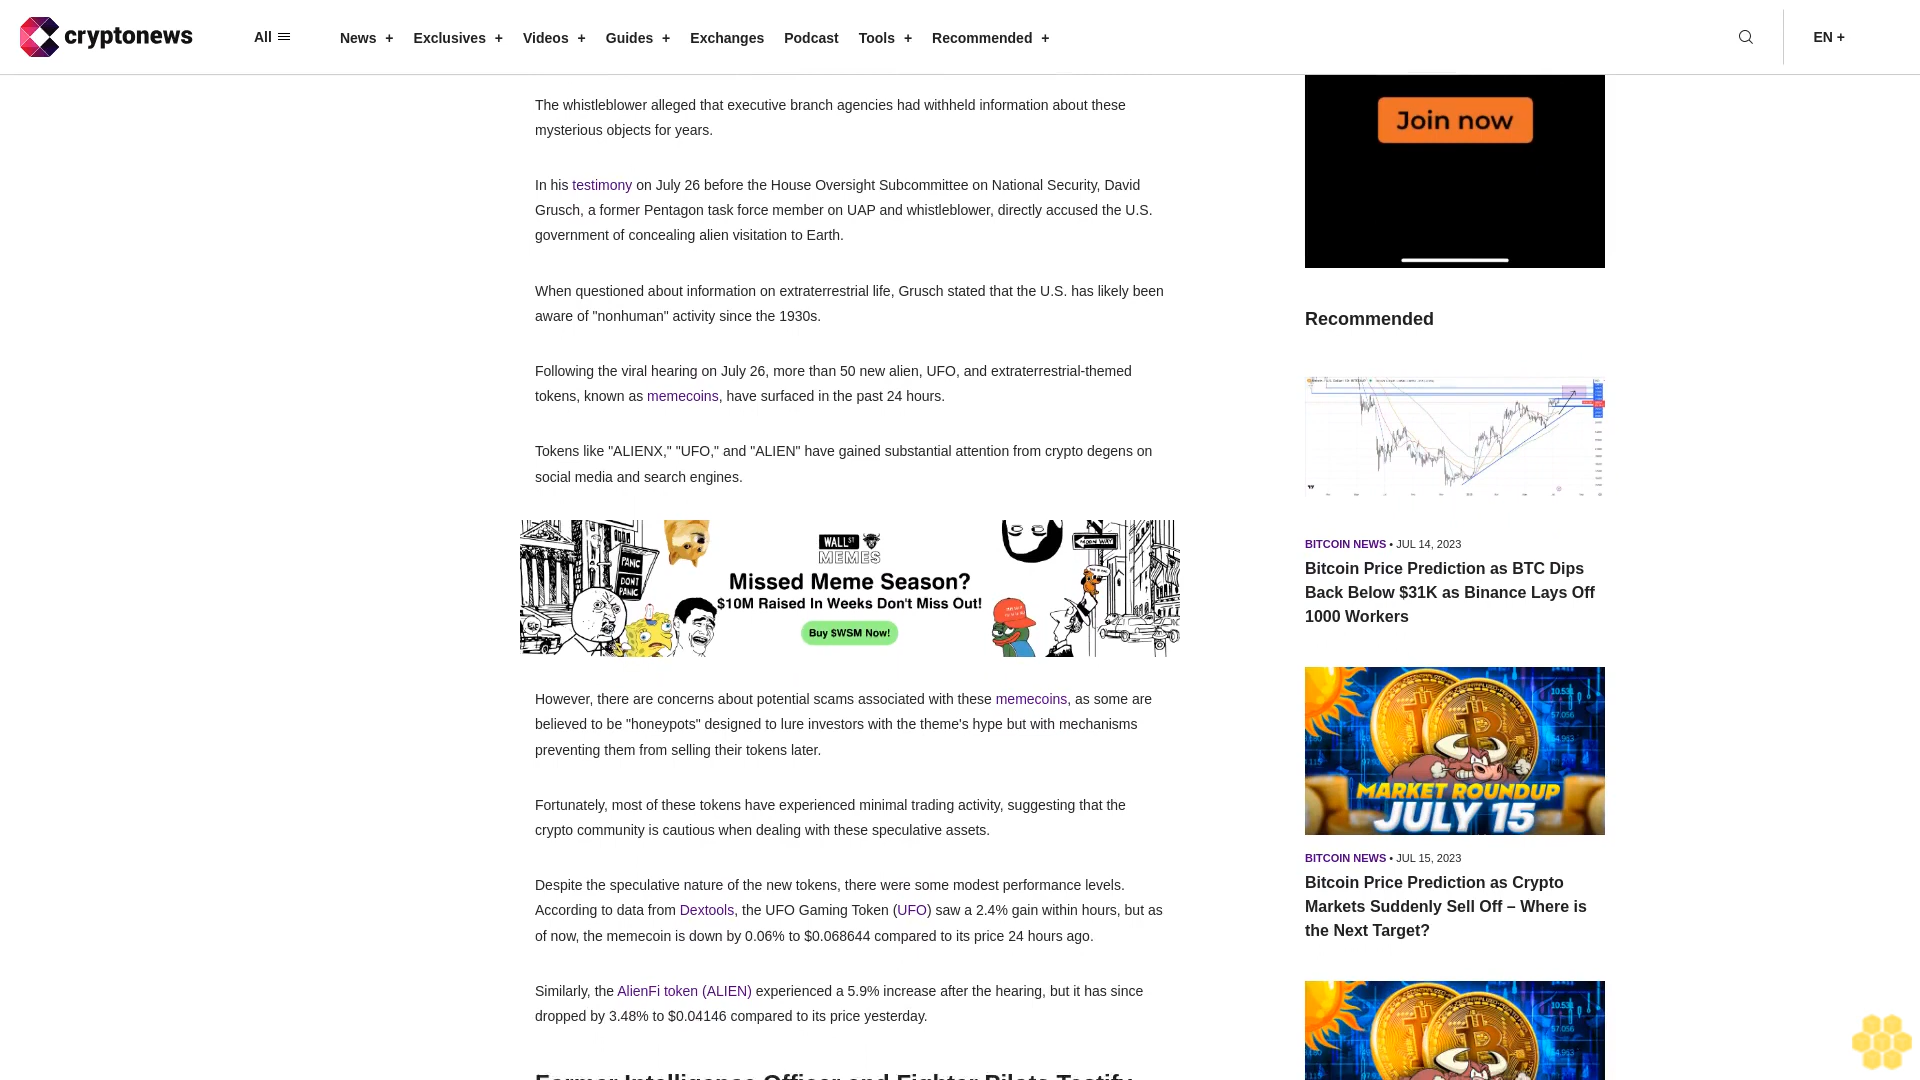 cryptonews
All
News +
Exclusives +
Videos +
Guides +
Exchanges
Podcast
Tools +
Recommended +
EN +
The whistleblower alleged that executive branch agencies had withheld information about these
mysterious objects for years.
In his testimony on July 26 before the House Oversight Subcommittee on National Security, David
Grusch, a former Pentagon task force member on UAP and whistleblower, directly accused the U.S.
government of concealing alien visitation to Earth.
When questioned about information on extraterrestrial life, Grusch stated that the U.S. has likely been
aware of "nonhuman" activity since the 1930s.
Following the viral hearing on July 26, more than 50 new alien, UFO, and extraterrestrial-themed
tokens, known as memecoins, have surfaced in the past 24 hours.
Tokens like "ALIENX," "UFO," and "ALIEN" have gained substantial attention from crypto degens on
social media and search engines.
PANIC
DONT
PANIC
WALL ST
MEMES
Missed Meme Season?
$10M Raised In Weeks Don't Miss Out!
Buy $WSM Now!
However, there are concerns about potential scams associated with these memecoins, as some are
believed to be "honeypots" designed to lure investors with the theme's hype but with mechanisms
preventing them from selling their tokens later.
Fortunately, most of these tokens have experienced minimal trading activity, suggesting that the
crypto community is cautious when dealing with these speculative assets.
Despite the speculative nature of the new tokens, there were some modest performance levels.
According to data from Dextools, the UFO Gaming Token (UFO) saw a 2.4% gain within hours, but as
of now, the memecoin is down by 0.06% to $0.068644 compared to its price 24 hours ago.
Similarly, the AlienFi token (ALIEN) experienced a 5.9% increase after the hearing, but it has since
dropped by 3.48% to $0.04146 compared to its price yesterday.
Former Intelligence Officer and Fighter Pilots Testify
Join now
Recommended
BITCOIN NEWS • JUL 14, 2023
Bitcoin Price Prediction as BTC Dips
Back Below $31K as Binance Lays Off
1000 Workers
MARKET ROUNDUP
JULY 15
BITCOIN NEWS • JUL 15, 2023
Bitcoin Price Prediction as Crypto
Markets Suddenly Sell Off – Where is
the Next Target?